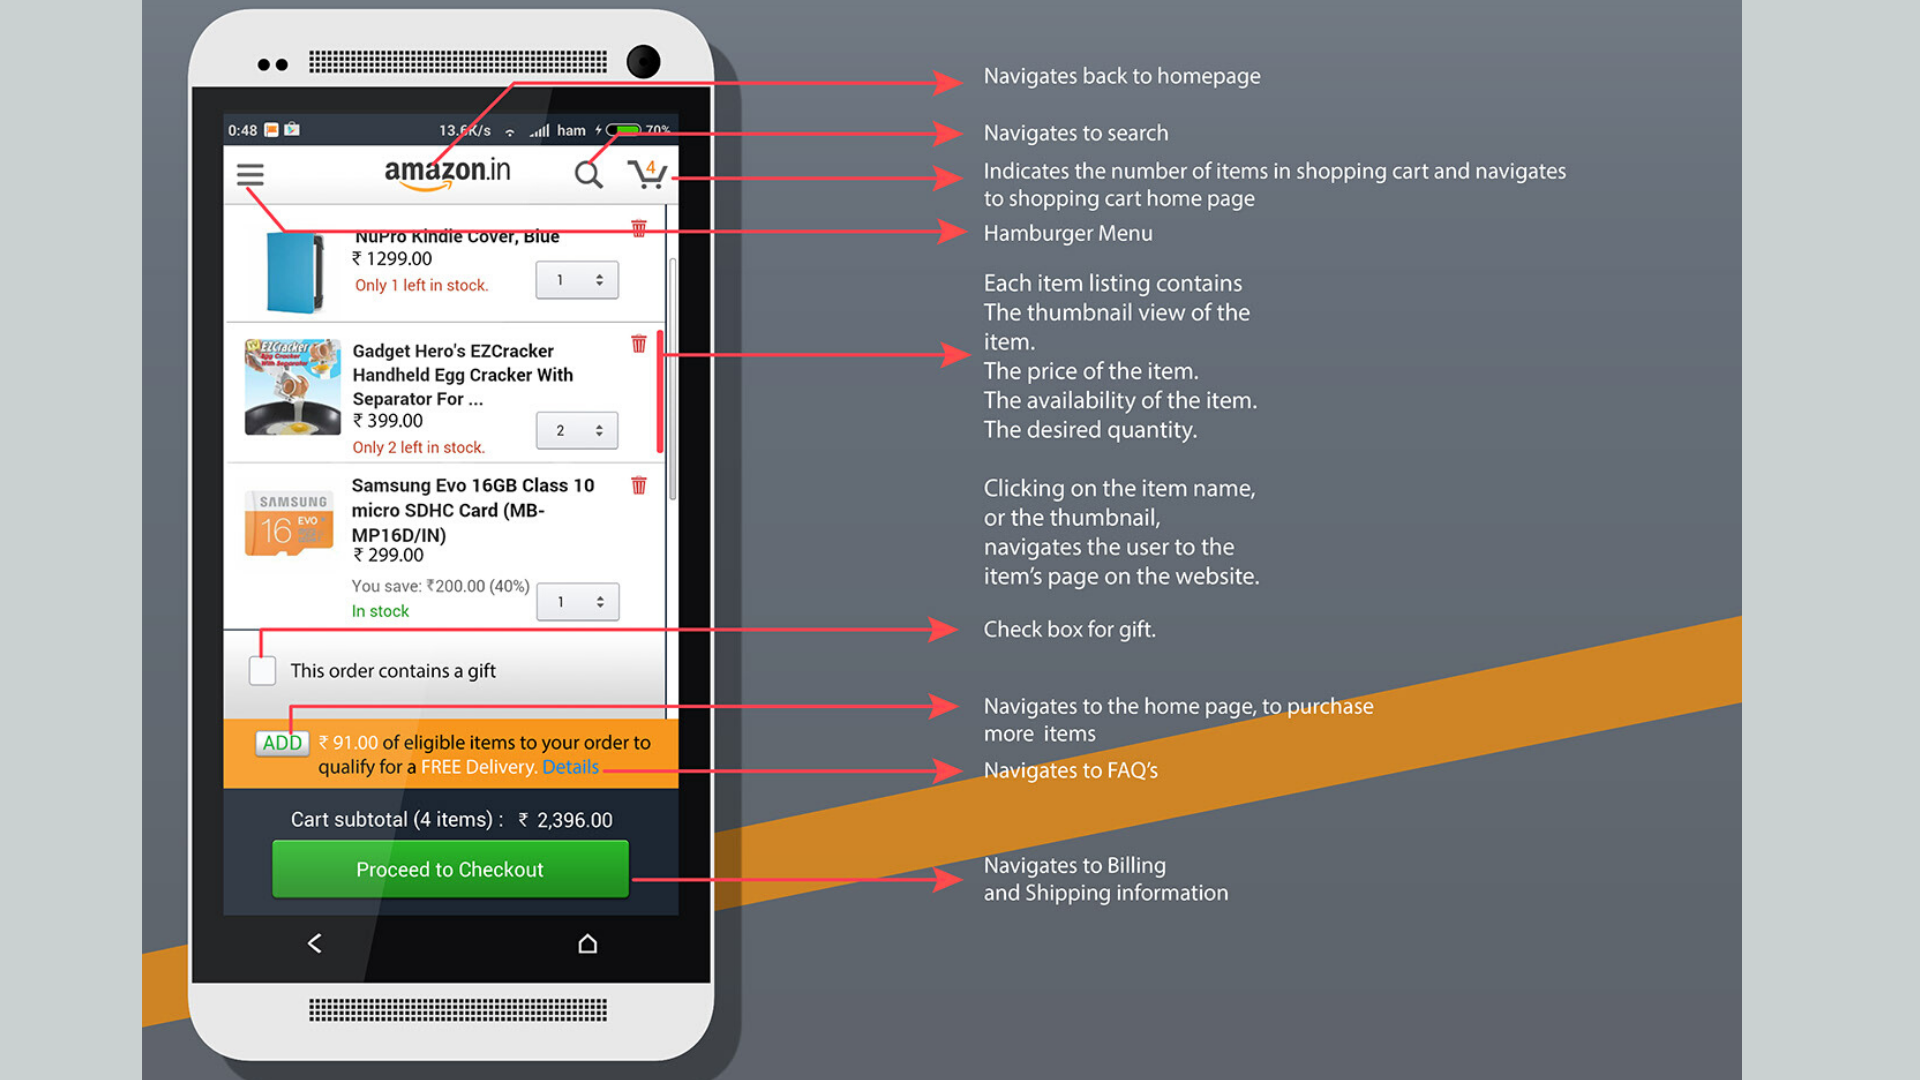 0:48 13.6K/s ham 70%
amazon.in 4
NuPro Kindle Cover, Blue
₹ 1299.00
Only 1 left in stock. 1
EZCracker
Egg Cracker
With Separator
Gadget Hero's EZCracker
Handheld Egg Cracker With
Separator For ...
₹ 399.00
Only 2 left in stock. 2
SAMSUNG
16 EVO
Samsung Evo 16GB Class 10
micro SDHC Card (MB-
MP16D/IN)
₹ 299.00
You save: ₹200.00 (40%)
In stock 1
This order contains a gift
ADD ₹ 91.00 of eligible items to your order to
qualify for a FREE Delivery. Details
Cart subtotal (4 items) : ₹ 2,396.00
Proceed to Checkout
Navigates back to homepage
Navigates to search
Indicates the number of items in shopping cart and navigates
to shopping cart home page
Hamburger Menu
Each item listing contains
The thumbnail view of the
item.
The price of the item.
The availability of the item.
The desired quantity.
Clicking on the item name,
or the thumbnail,
navigates the user to the
item's page on the website.
Check box for gift.
Navigates to the home page, to purchase
more items
Navigates to FAQ's
Navigates to Billing
and Shipping information